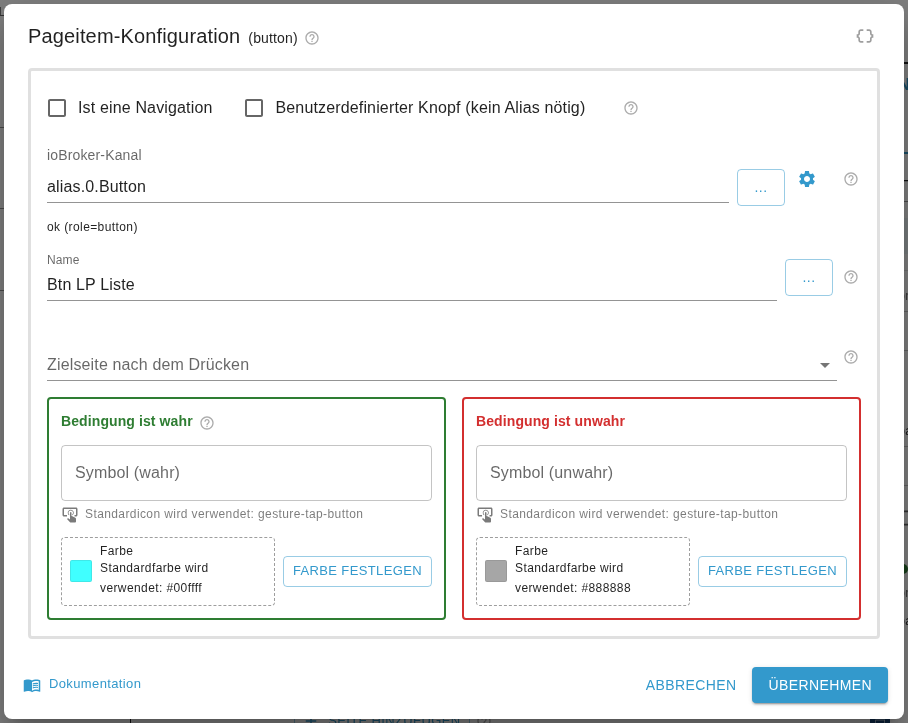 Pageitem-Konfiguration (button)
Ist eine Navigation
Benutzerdefinierter Knopf (kein Alias nötig)
ioBroker-Kanal
alias.0.Button
...
ok (role=button)
Name
Btn LP Liste
...
Zielseite nach dem Drücken
Bedingung ist wahr
Symbol (wahr)
Standardicon wird verwendet: gesture-tap-button
Farbe
Standardfarbe wird
verwendet: #00ffff
FARBE FESTLEGEN
Bedingung ist unwahr
Symbol (unwahr)
Standardicon wird verwendet: gesture-tap-button
Farbe
Standardfarbe wird
verwendet: #888888
FARBE FESTLEGEN
Dokumentation
ABBRECHEN
ÜBERNEHMEN
SEITE HINZUFÜGEN